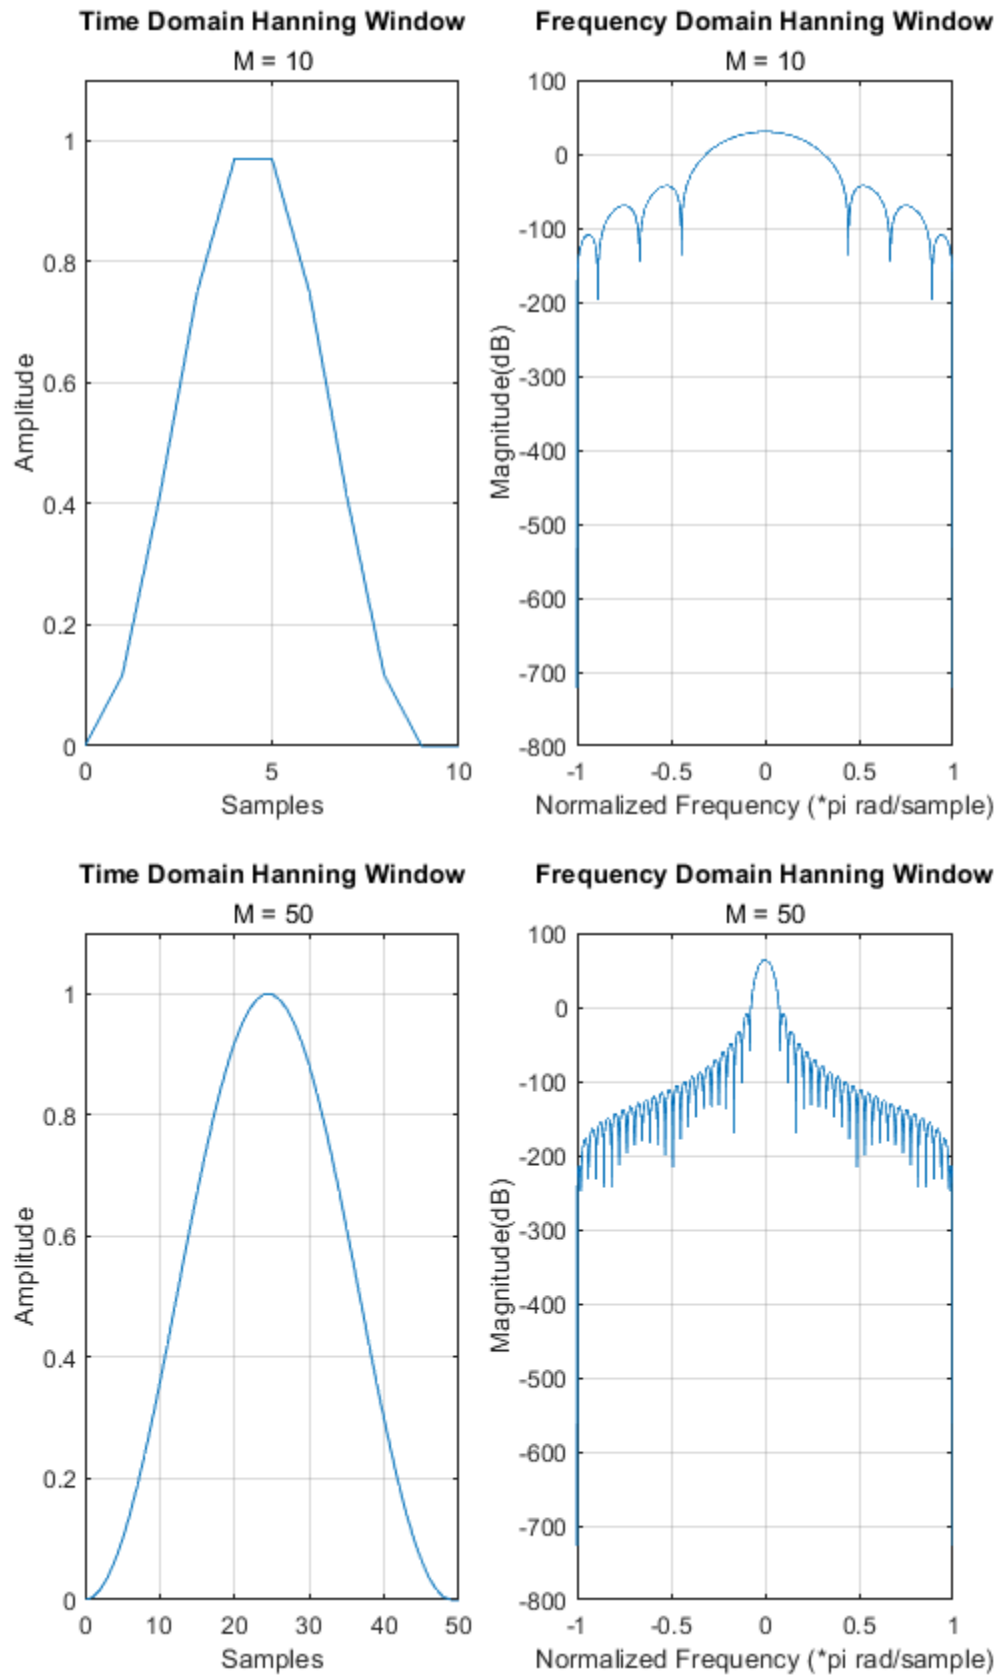 Time Domain Hanning Window
M = 10
1
0.8
0.6
0.4
0.2
0
Amplitude
0 5 10
Samples
Frequency Domain Hanning Window
M = 10
100
0
-100
-200
-300
-400
-500
-600
-700
-800
Magnitude(dB)
-1 -0.5 0 0.5 1
Normalized Frequency (*pi rad/sample)
Time Domain Hanning Window
M = 50
1
0.8
0.6
0.4
0.2
0
Amplitude
0 10 20 30 40 50
Samples
Frequency Domain Hanning Window
M = 50
100
0
-100
-200
-300
-400
-500
-600
-700
-800
Magnitude(dB)
-1 -0.5 0 0.5 1
Normalized Frequency (*pi rad/sample)